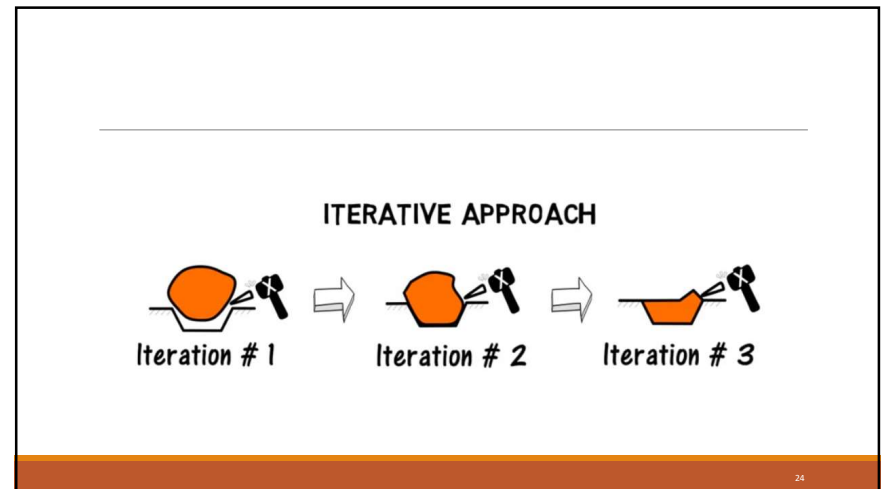 ITERATIVE APPROACH
Iteration # 1
Iteration # 2
Iteration # 3
24